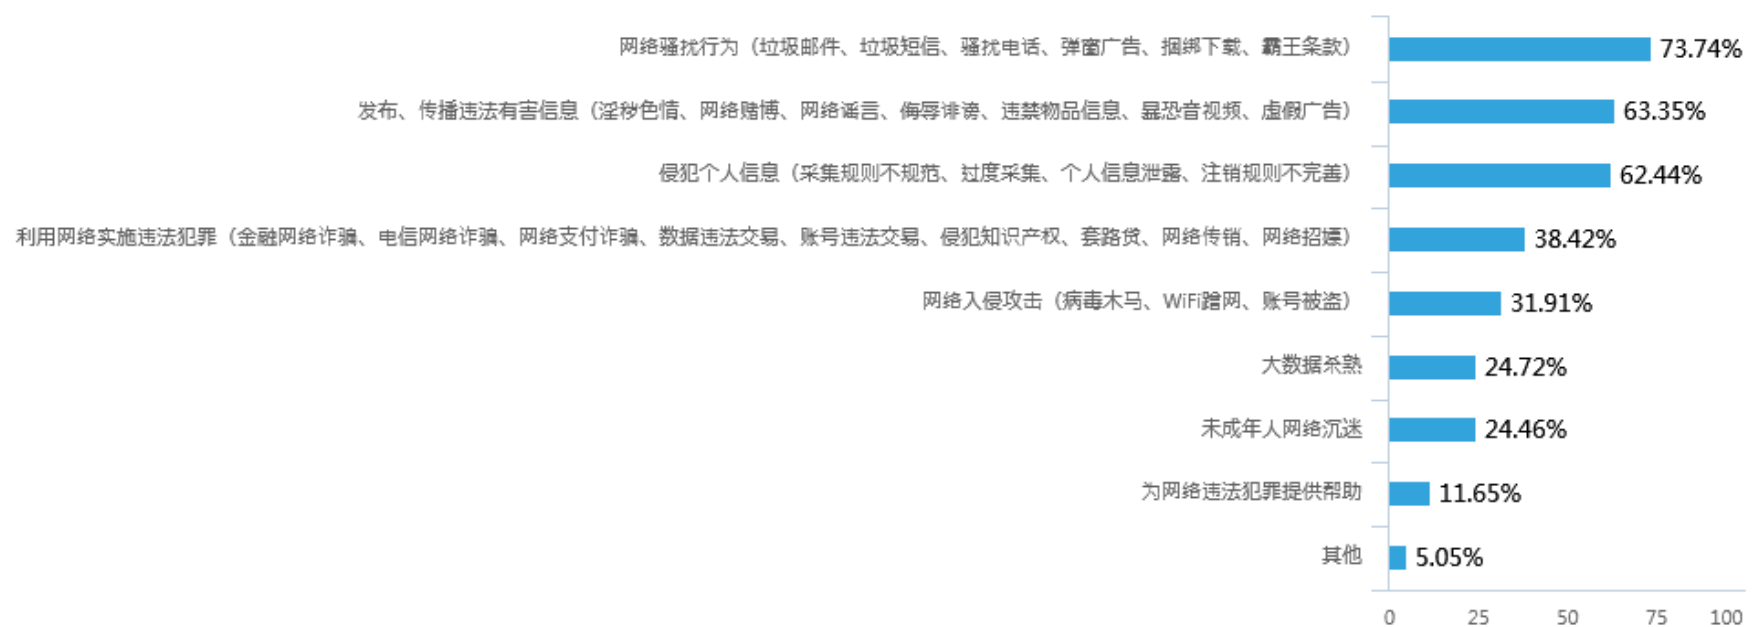 网络骚扰行为（垃圾邮件、垃圾短信、骚扰电话、弹窗广告、捆绑下载、霸王条款） 73.74%
发布、传播违法有害信息（淫秽色情、网络赌博、网络谣言、侮辱诽谤、违禁物品信息、暴恐音视频、虚假广告） 63.35%
侵犯个人信息（采集规则不规范、过度采集、个人信息泄露、注销规则不完善） 62.44%
利用网络实施违法犯罪（金融网络诈骗、电信网络诈骗、网络支付诈骗、数据违法交易、账号违法交易、侵犯知识产权、套路贷、网络传销、网络招嫖） 38.42%
网络入侵攻击（病毒木马、WiFi蹭网、账号被盗） 31.91%
大数据杀熟 24.72%
未成年人网络沉迷 24.46%
为网络违法犯罪提供帮助 11.65%
其他 5.05%
0 25 50 75 100